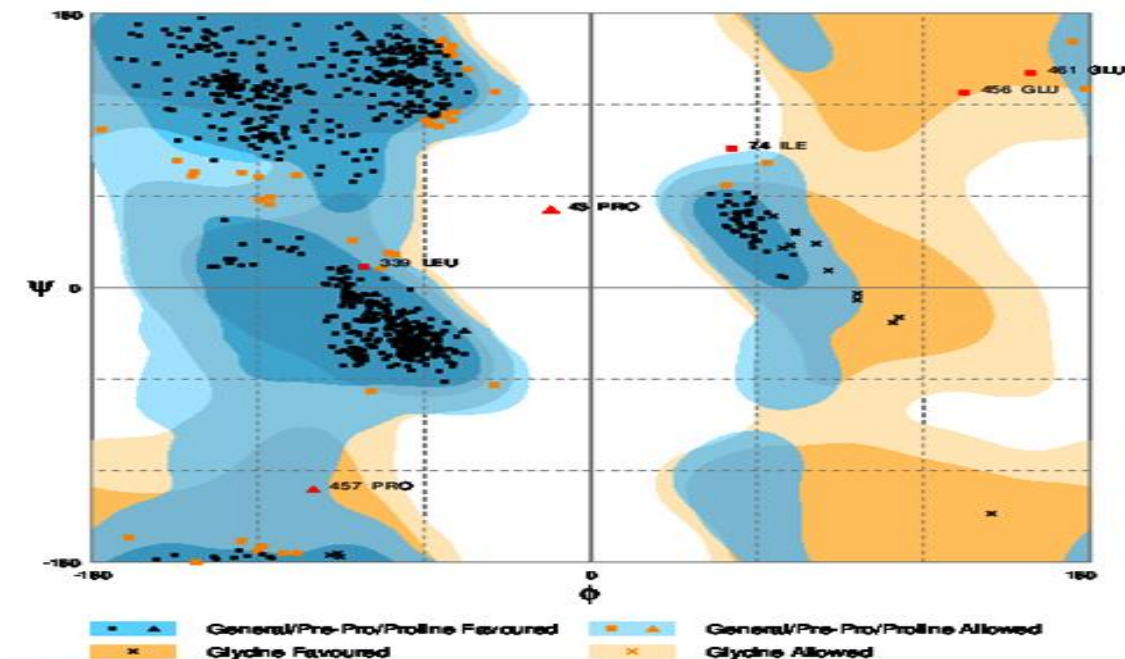 180
461 GLU
456 GLU
74 ILE
43 PRO
339 LEU
Ψ 0
457 PRO
-180
-180 0 180
ϕ
General/Pre-Pro/Proline Favoured General/Pre-Pro/Proline Allowed
Glycine Favoured Glycine Allowed